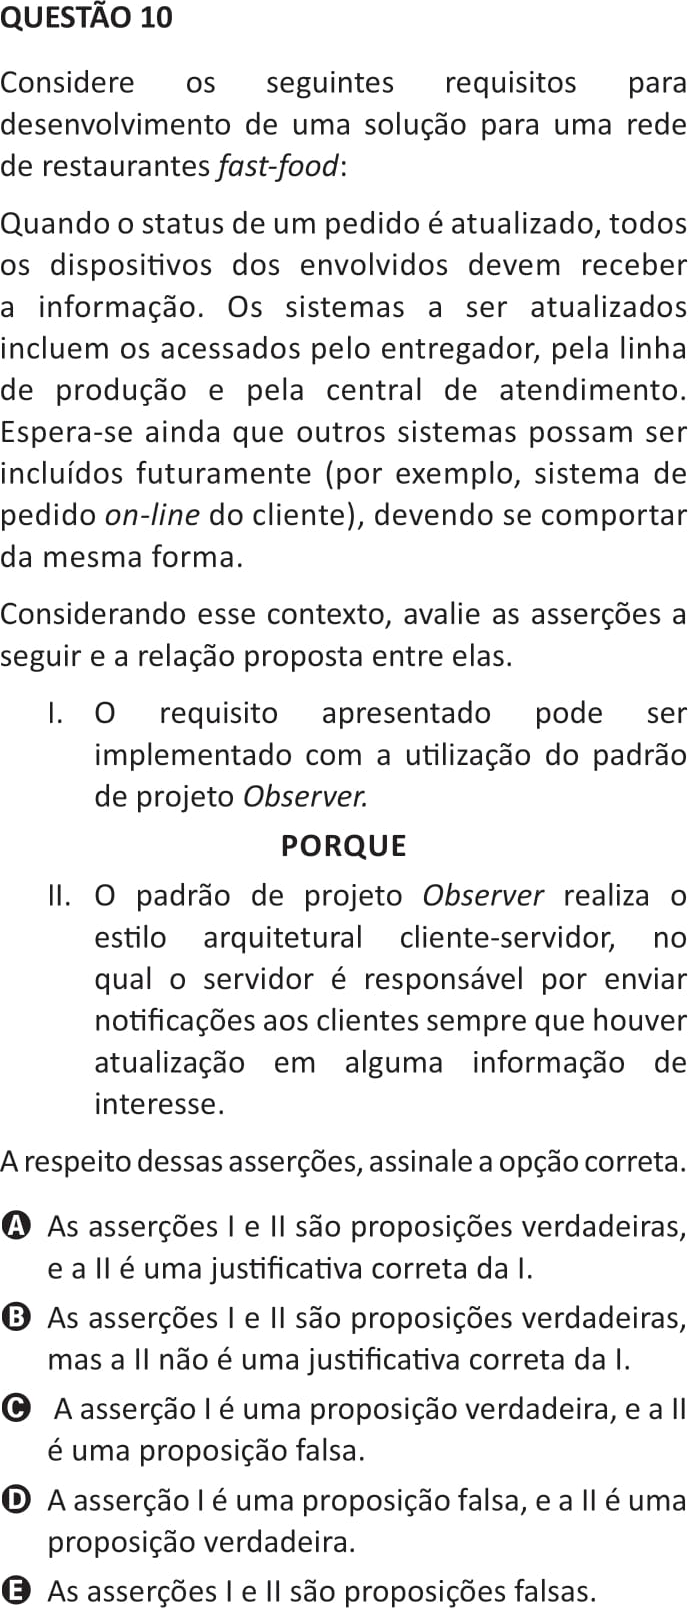 QUESTÃO 10
Considere os seguintes requisitos para
desenvolvimento de uma solução para uma rede
de restaurantes fast-food:
Quando o status de um pedido é atualizado, todos
os dispositivos dos envolvidos devem receber
a informação. Os sistemas a ser atualizados
incluem os acessados pelo entregador, pela linha
de produção e pela central de atendimento.
Espera-se ainda que outros sistemas possam ser
incluídos futuramente (por exemplo, sistema de
pedido on-line do cliente), devendo se comportar
da mesma forma.
Considerando esse contexto, avalie as asserções a
seguir e a relação proposta entre elas.
I. O requisito apresentado pode ser
implementado com a utilização do padrão
de projeto Observer.
PORQUE
II. O padrão de projeto Observer realiza o
estilo arquitetural cliente-servidor, no
qual o servidor é responsável por enviar
notificações aos clientes sempre que houver
atualização em alguma informação de
interesse.
A respeito dessas asserções, assinale a opção correta.
A As asserções I e II são proposições verdadeiras,
e a II é uma justificativa correta da I.
B As asserções I e II são proposições verdadeiras,
mas a II não é uma justificativa correta da I.
C A asserção I é uma proposição verdadeira, e a II
é uma proposição falsa.
D A asserção I é uma proposição falsa, e a II é uma
proposição verdadeira.
E As asserções I e II são proposições falsas.